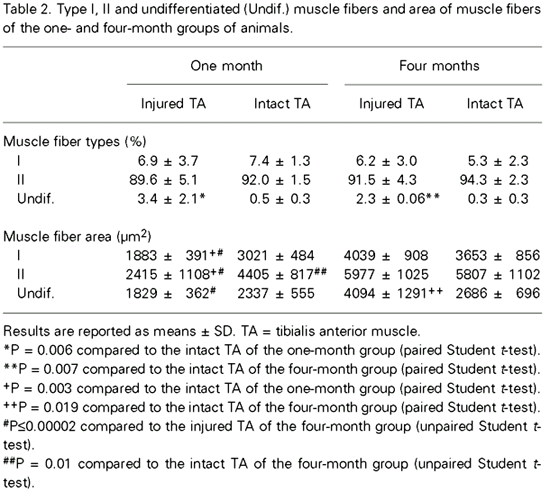 Table 2. Type I, II and undifferentiated (Undif.) muscle fibers and area of muscle fibers
of the one- and four-month groups of animals.
One month Four months
Injured TA Intact TA Injured TA Intact TA
Muscle fiber types (%)
I 6.9 ± 3.7 7.4 ± 1.3 6.2 ± 3.0 5.3 ± 2.3
II 89.6 ± 5.1 92.0 ± 1.5 91.5 ± 4.3 94.3 ± 2.3
Undif. 3.4 ± 2.1* 0.5 ± 0.3 2.3 ± 0.06** 0.3 ± 0.3
Muscle fiber area (µm²)
I 1883 ± 391⁺# 3021 ± 484 4039 ± 908 3653 ± 856
II 2415 ± 1108⁺# 4405 ± 817## 5977 ± 1025 5807 ± 1102
Undif. 1829 ± 362# 2337 ± 555 4094 ± 1291⁺⁺ 2686 ± 696
Results are reported as means ± SD. TA = tibialis anterior muscle.
*P = 0.006 compared to the intact TA of the one-month group (paired Student t-test).
**P = 0.007 compared to the intact TA of the four-month group (paired Student t-test).
⁺P = 0.003 compared to the intact TA of the one-month group (paired Student t-test).
⁺⁺P = 0.019 compared to the intact TA of the four-month group (paired Student t-test).
#P≤0.00002 compared to the injured TA of the four-month group (unpaired Student t-
test).
##P = 0.01 compared to the intact TA of the four-month group (unpaired Student t-
test).